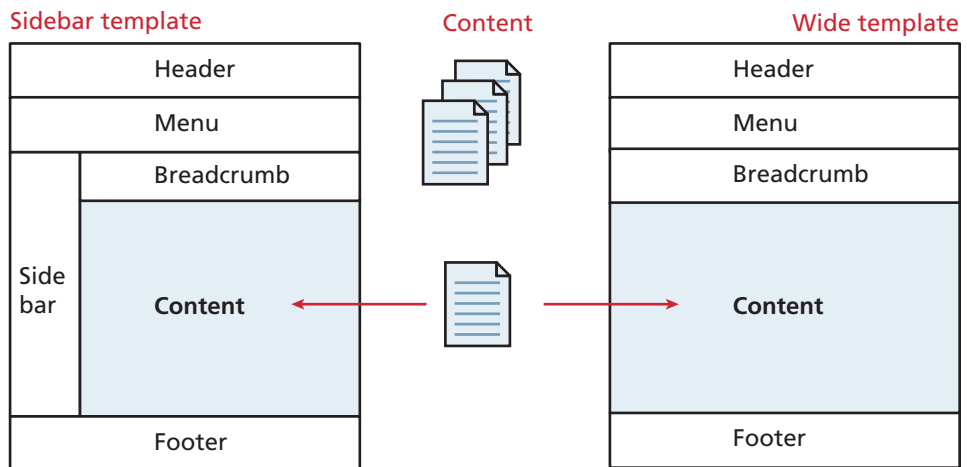 Sidebar template
Content
Wide template
Header
Menu
Breadcrumb
Side
bar
Content
Footer
Header
Menu
Breadcrumb
Content
Footer